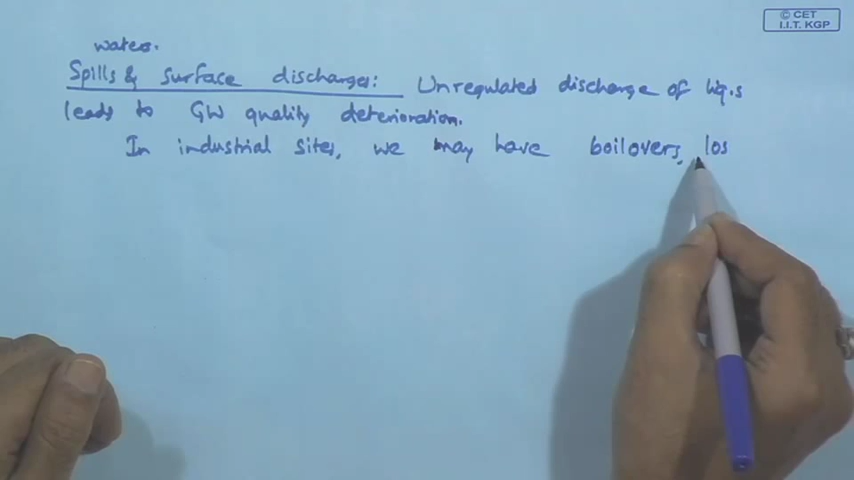 © CET
I.I.T. KGP
waters.
Spills & surface discharges: Unregulated discharge of liq.s
leads to GW quality deterioration.
In industrial sites, we may have boilovers, los